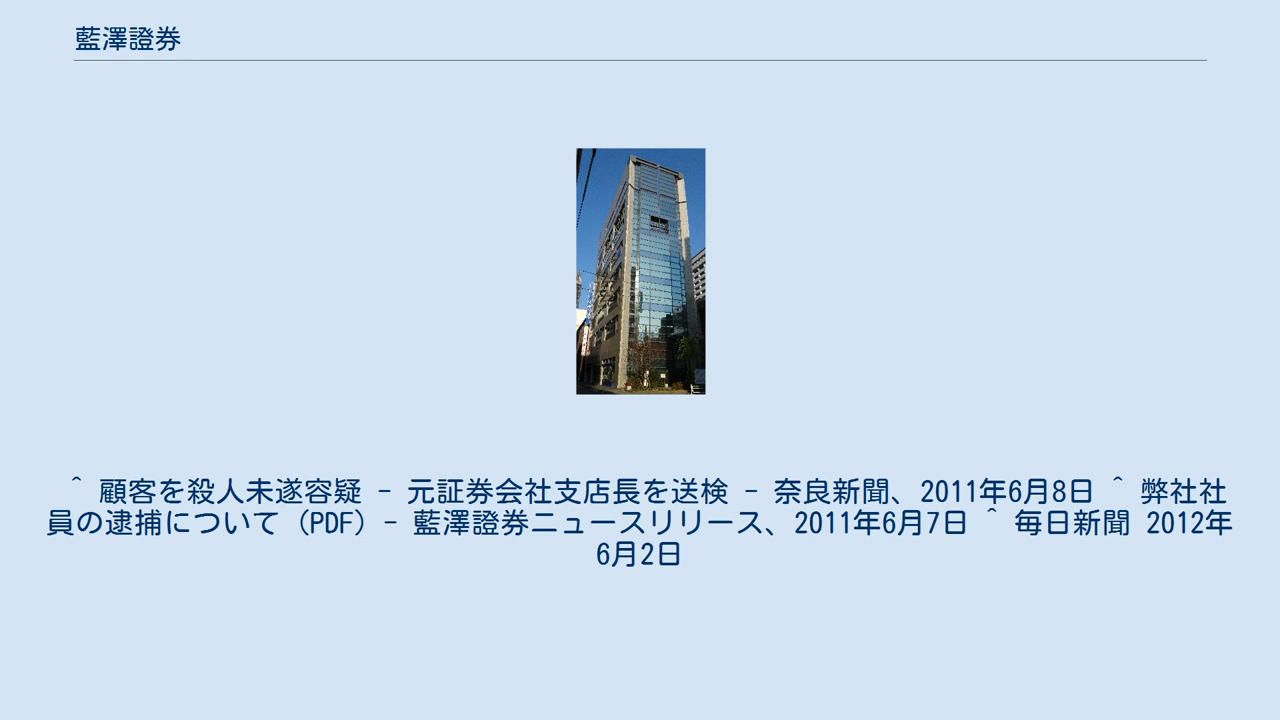 藍澤證券
^ 顧客を殺人未遂容疑 - 元証券会社支店長を送検 - 奈良新聞、2011年6月8日 ^ 弊社社
員の逮捕について（PDF）- 藍澤證券ニュースリリース、2011年6月7日 ^ 毎日新聞 2012年
6月2日